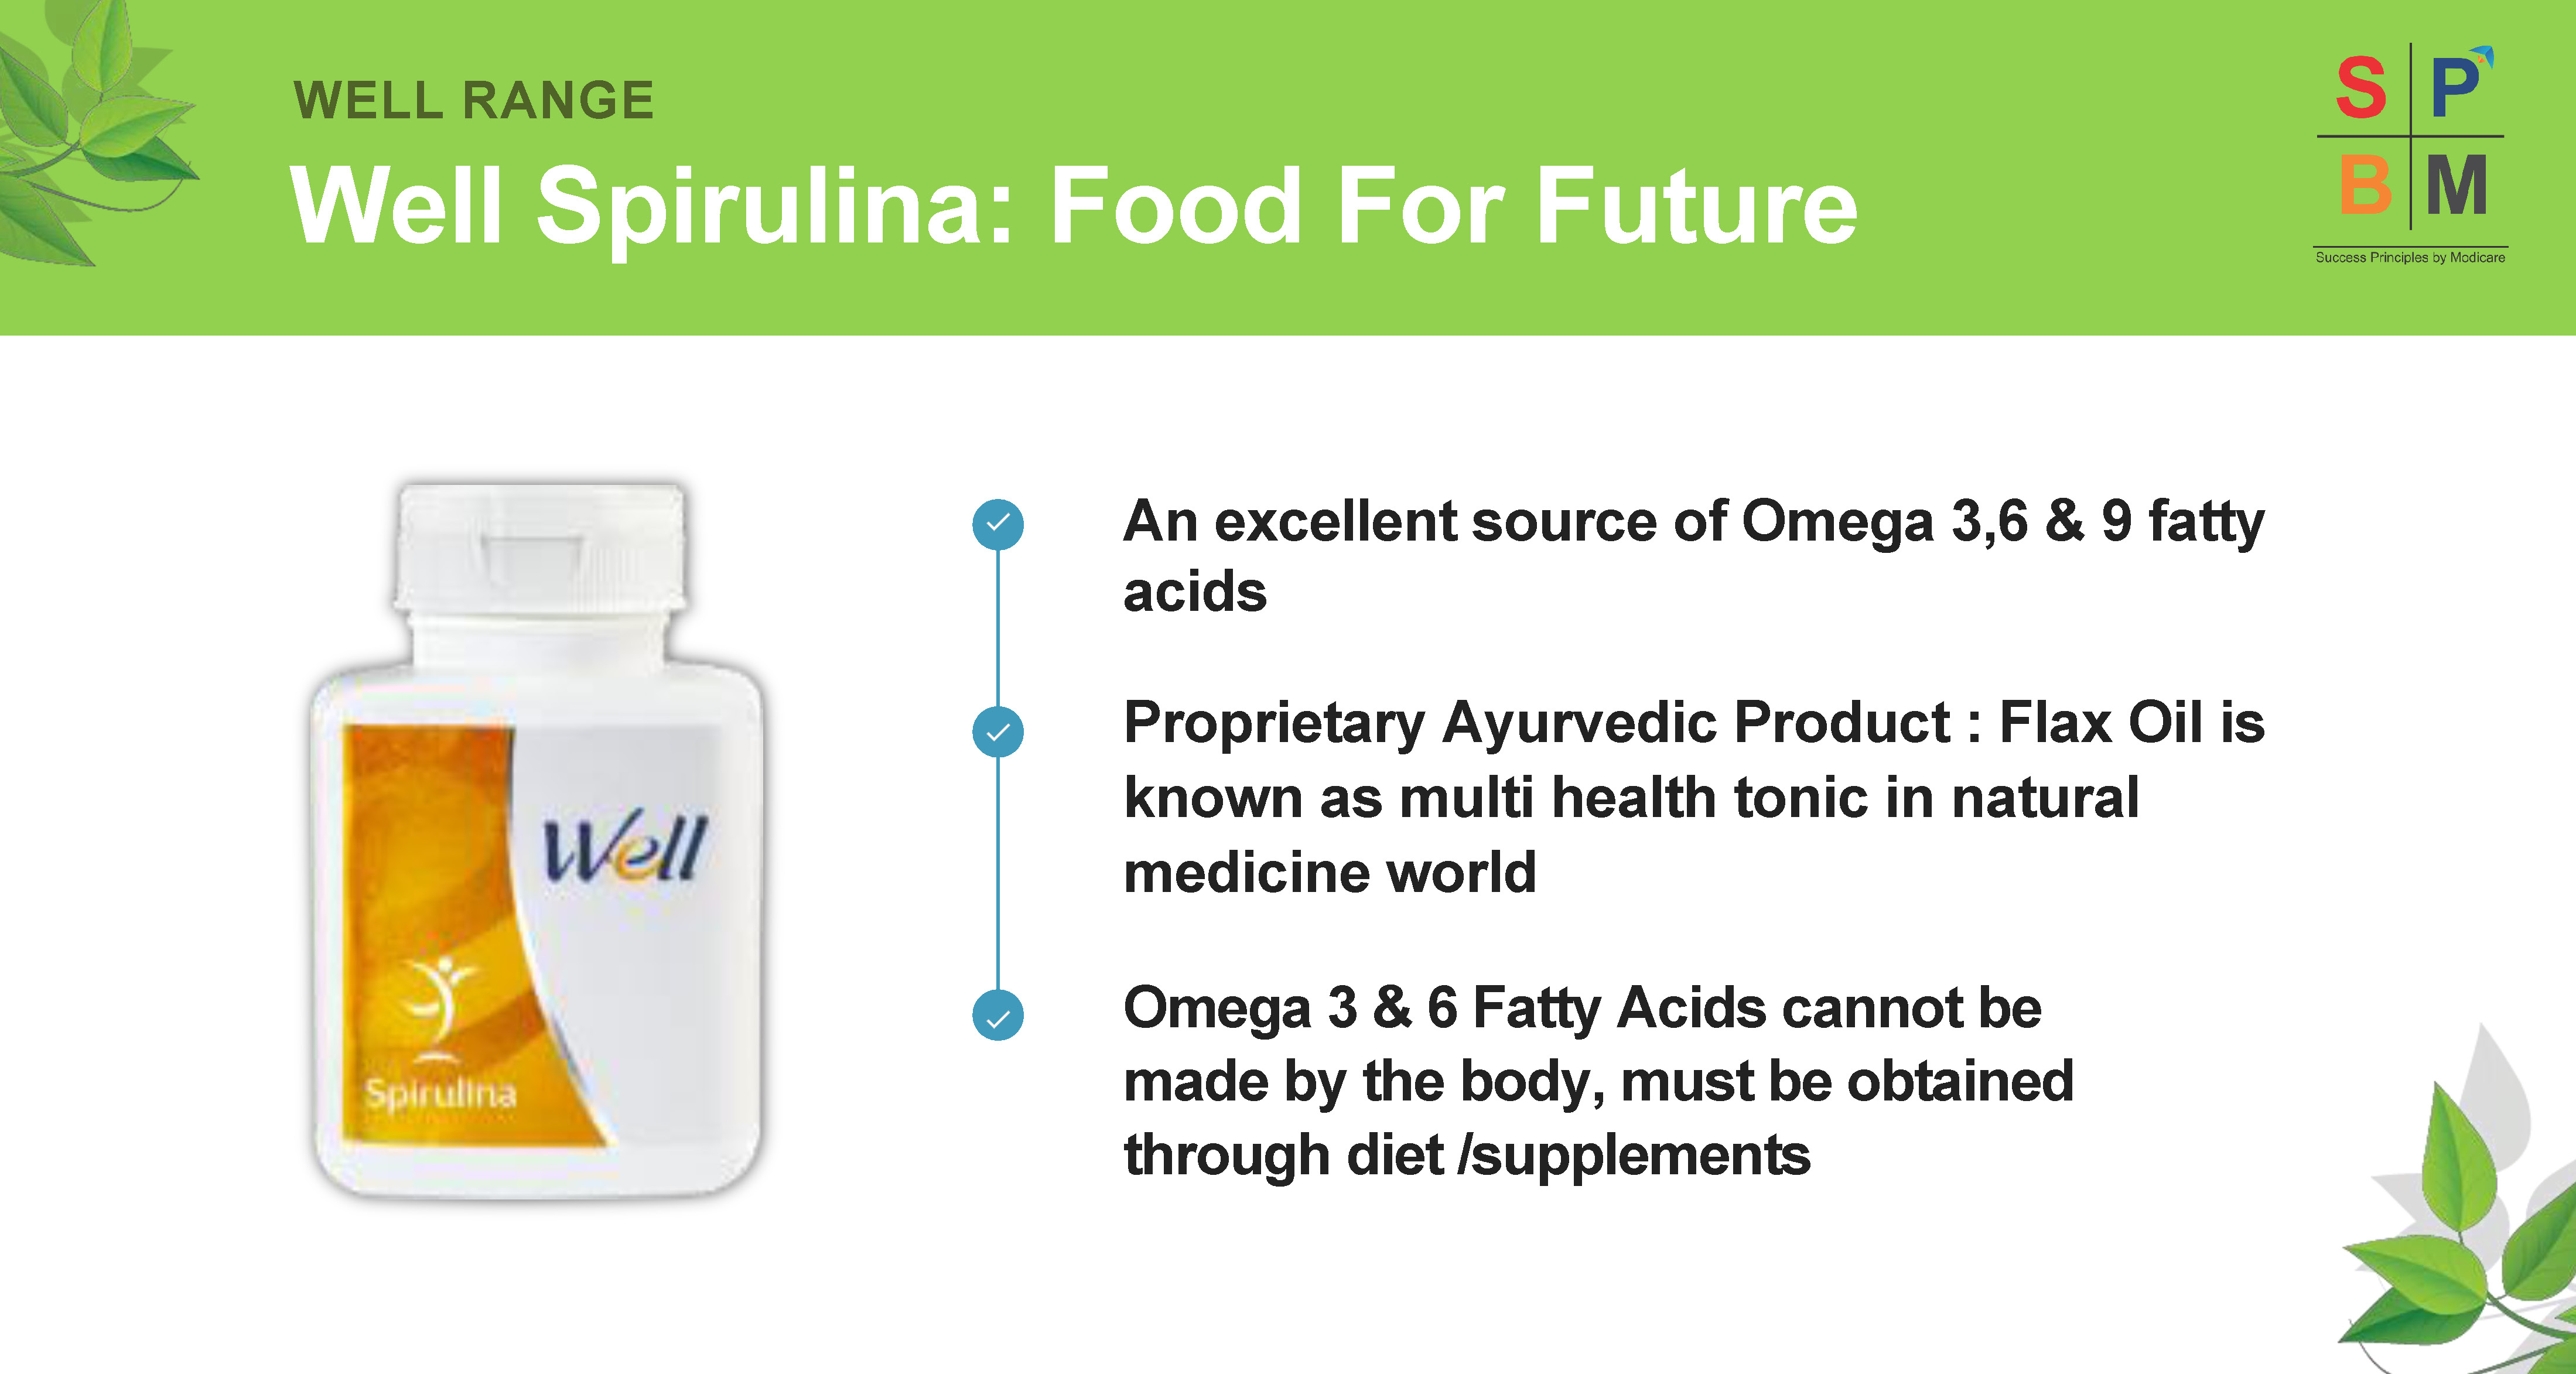 WELL RANGE
Well Spirulina: Food For Future
S P
B M
Success Principles by Modicare
An excellent source of Omega 3,6 & 9 fatty
acids
Proprietary Ayurvedic Product : Flax Oil is
known as multi health tonic in natural
medicine world
Omega 3 & 6 Fatty Acids cannot be
made by the body, must be obtained
through diet /supplements
Well
Spirulina